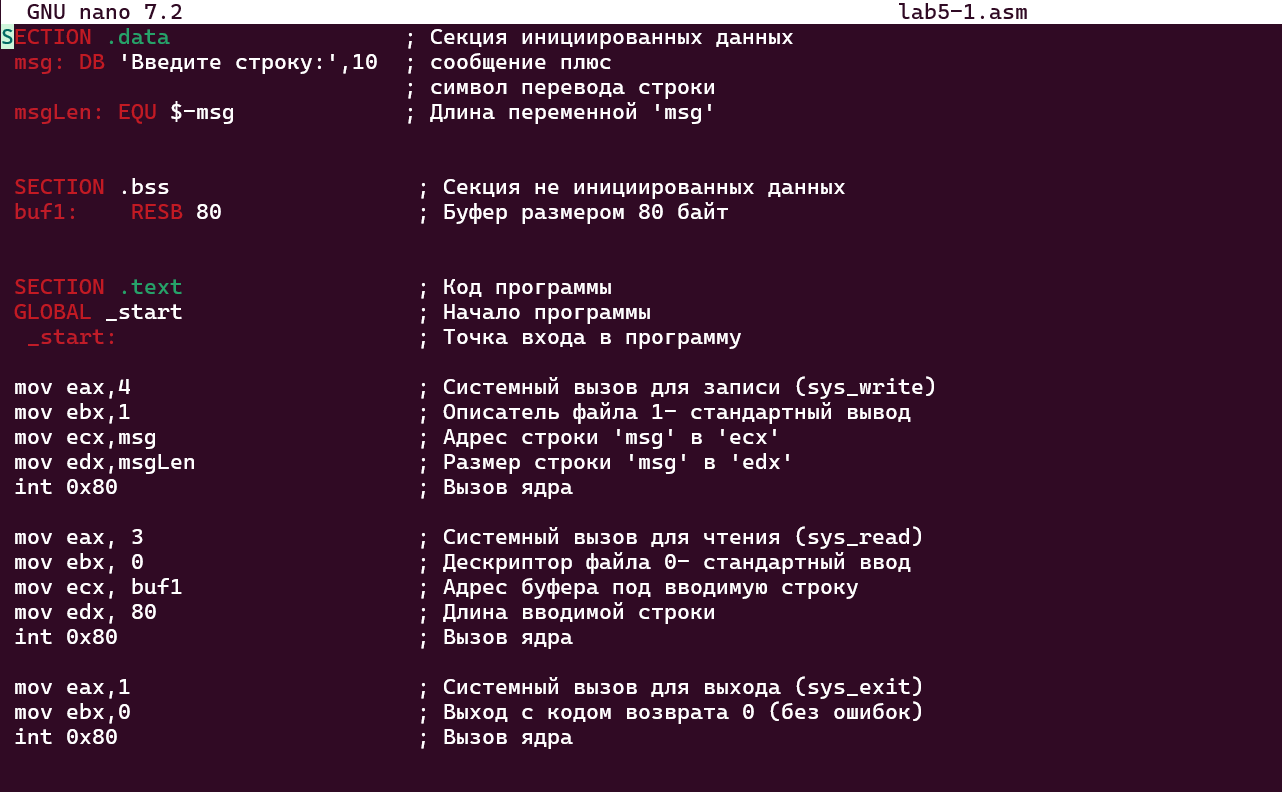 GNU nano 7.2 lab5-1.asm
SECTION .data ; Секция инициированных данных
msg: DB 'Введите строку:',10 ; сообщение плюс
; символ перевода строки
msgLen: EQU $-msg ; Длина переменной 'msg'
SECTION .bss ; Секция не инициированных данных
buf1: RESB 80 ; Буфер размером 80 байт
SECTION .text ; Код программы
GLOBAL _start ; Начало программы
_start: ; Точка входа в программу
mov eax,4 ; Системный вызов для записи (sys_write)
mov ebx,1 ; Описатель файла 1- стандартный вывод
mov ecx,msg ; Адрес строки 'msg' в 'ecx'
mov edx,msgLen ; Размер строки 'msg' в 'edx'
int 0x80 ; Вызов ядра
mov eax, 3 ; Системный вызов для чтения (sys_read)
mov ebx, 0 ; Дескриптор файла 0- стандартный ввод
mov ecx, buf1 ; Адрес буфера под вводимую строку
mov edx, 80 ; Длина вводимой строки
int 0x80 ; Вызов ядра
mov eax,1 ; Системный вызов для выхода (sys_exit)
mov ebx,0 ; Выход с кодом возврата 0 (без ошибок)
int 0x80 ; Вызов ядра